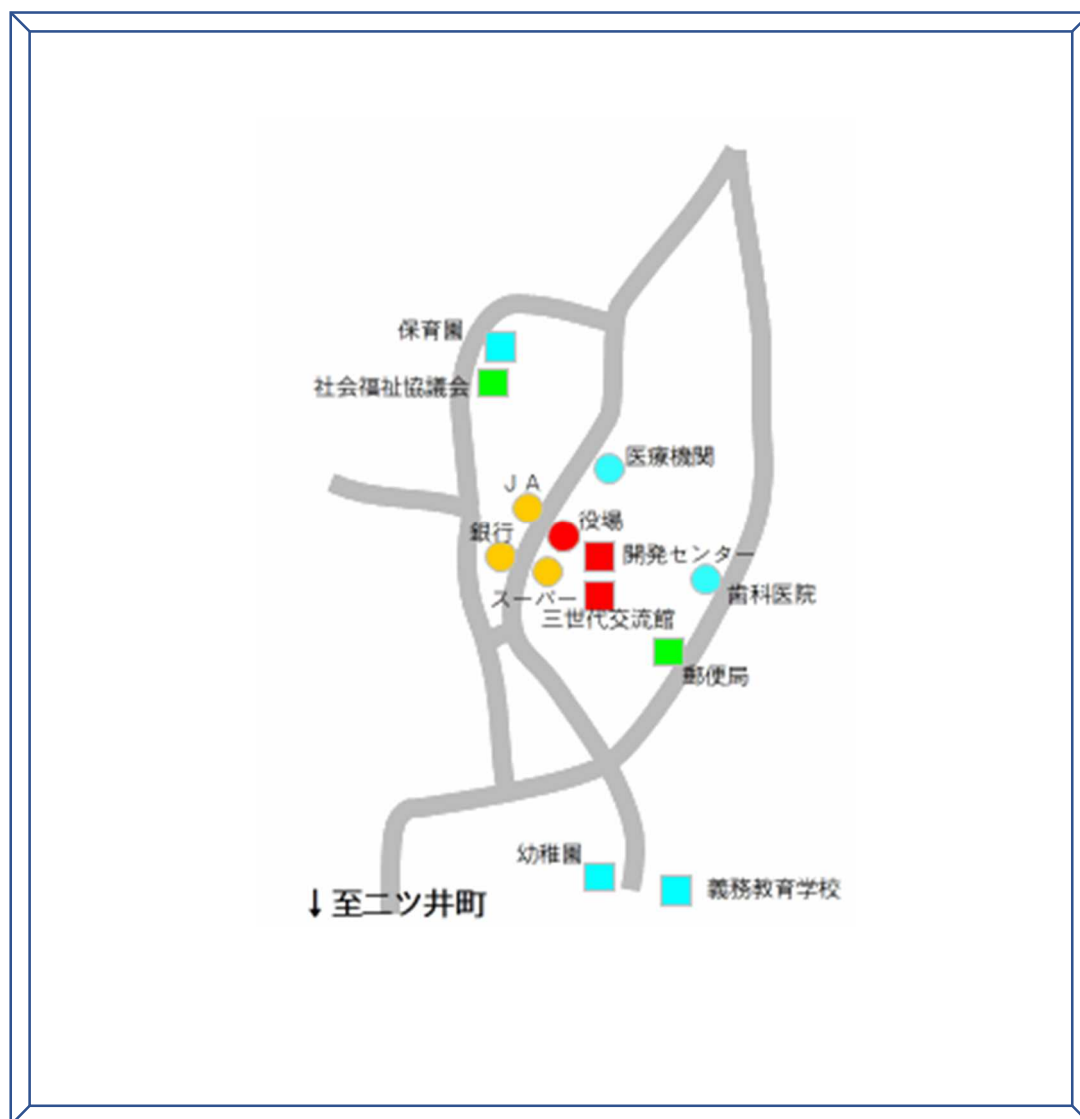 保育園
社会福祉協議会
医療機関
ＪＡ
役場
銀行
開発センター
スーパー
歯科医院
三世代交流館
郵便局
幼稚園
義務教育学校
↓至二ツ井町